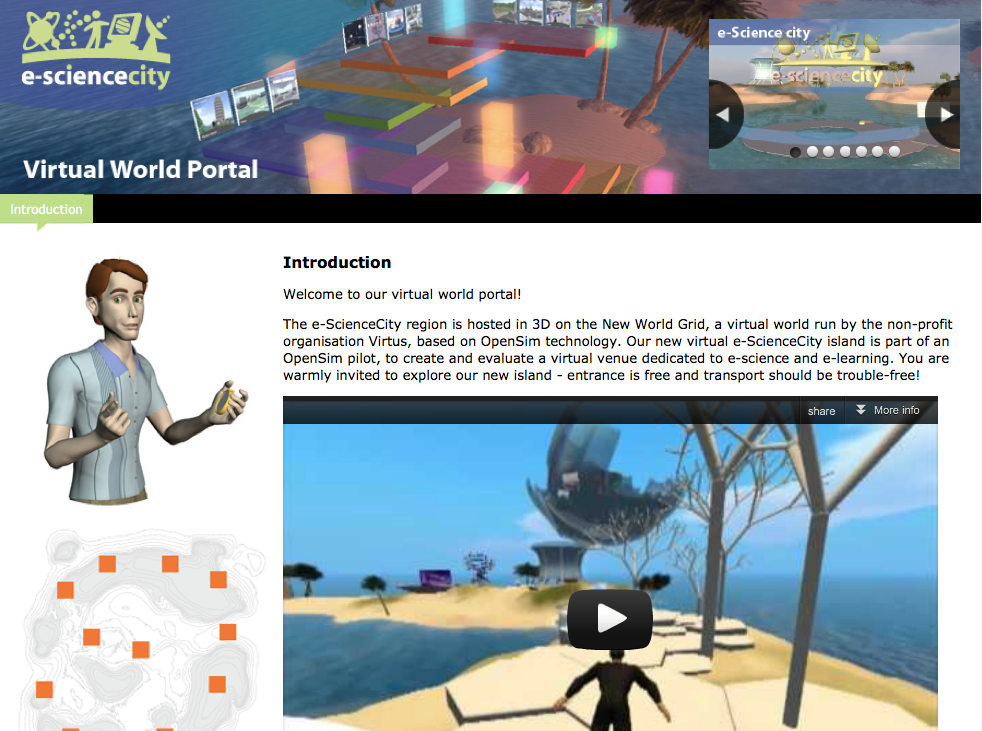 e-sciencecity
e-Science city
e-sciencecity
Virtual World Portal
Introduction
Introduction
Welcome to our virtual world portal!
The e-ScienceCity region is hosted in 3D on the New World Grid, a virtual world run by the non-profit
organisation Virtus, based on OpenSim technology. Our new virtual e-ScienceCity island is part of an
OpenSim pilot, to create and evaluate a virtual venue dedicated to e-science and e-learning. You are
warmly invited to explore our new island - entrance is free and transport should be trouble-free!
share
More info